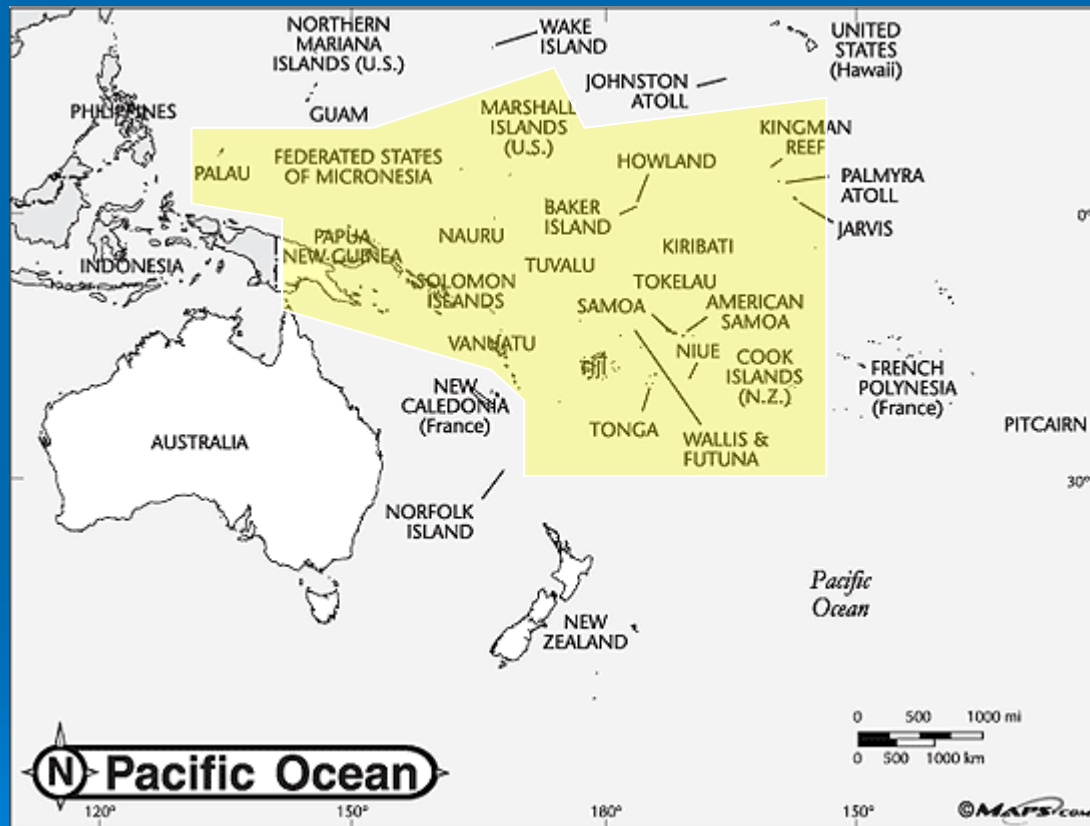 NORTHERN
MARIANA
ISLANDS (U.S.)
WAKE
ISLAND
UNITED
STATES
(Hawaii)
JOHNSTON
ATOLL
PHILIPPINES
GUAM
MARSHALL
ISLANDS
(U.S.)
KINGMAN
REEF
PALAU
FEDERATED STATES
OF MICRONESIA
HOWLAND
PALMYRA
ATOLL
BAKER
ISLAND
JARVIS
0°
INDONESIA
PAPUA
NEW GUINEA
NAURU
KIRIBATI
TUVALU
SOLOMON
ISLANDS
TOKELAU
SAMOA
AMERICAN
SAMOA
VANUATU
FIJI
NIUE
COOK
ISLANDS
(N.Z.)
FRENCH
POLYNESIA
(France)
NEW
CALEDONIA
(France)
TONGA
WALLIS &
FUTUNA
PITCAIRN
AUSTRALIA
30°
NORFOLK
ISLAND
Pacific
Ocean
NEW
ZEALAND
0 500 1000 mi
0 500 1000 km
N Pacific Ocean
120° 150° 180° 150°
©MAPS.COM